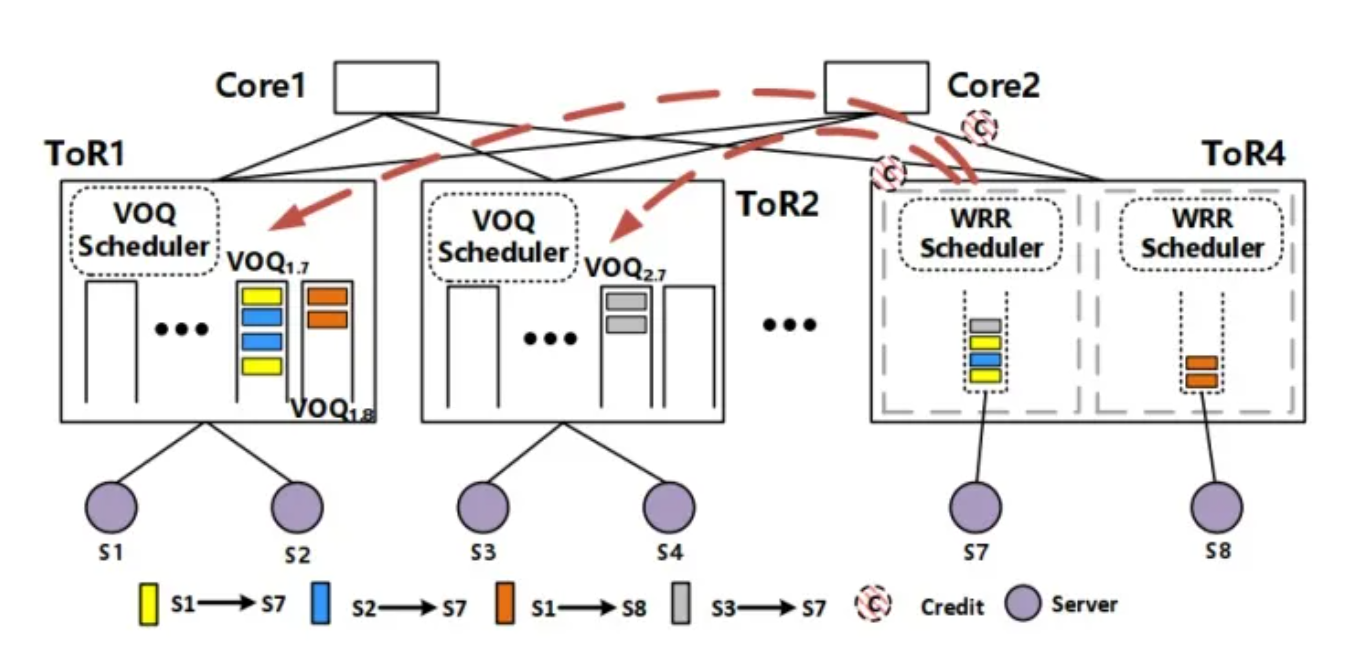 Core1
Core2
C
ToR1
ToR4
C
VOQ
Scheduler
VOQ
Scheduler
ToR2
WRR
Scheduler
WRR
Scheduler
VOQ1.7
VOQ2.7
VOQ1.8
S1
S2
S3
S4
S7
S8
S1 → S7
S2 → S7
S1 → S8
S3 → S7
C
Credit
Server